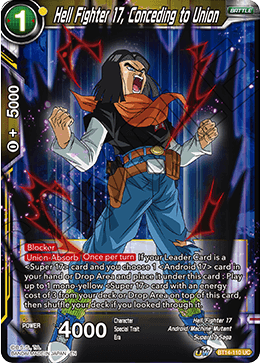 1
Hell Fighter 17, Conceding to Union
BATTLE
0 + 5000
Blocker
Union-Absorb Once per turn If your Leader Card is a
<Super 17> card and you choose 1 <Android 17> card in
your hand or Drop Area and place it under this card : Play
up to 1 mono-yellow <Super 17> card with an energy
cost of 3 from your deck or Drop Area on top of this card,
then shuffle your deck if you looked through it.
POWER
4000
Character
Hell Fighter 17
Special Trait
Android/Machine Mutant
Era
Super 17 Saga
BT14-110 UC